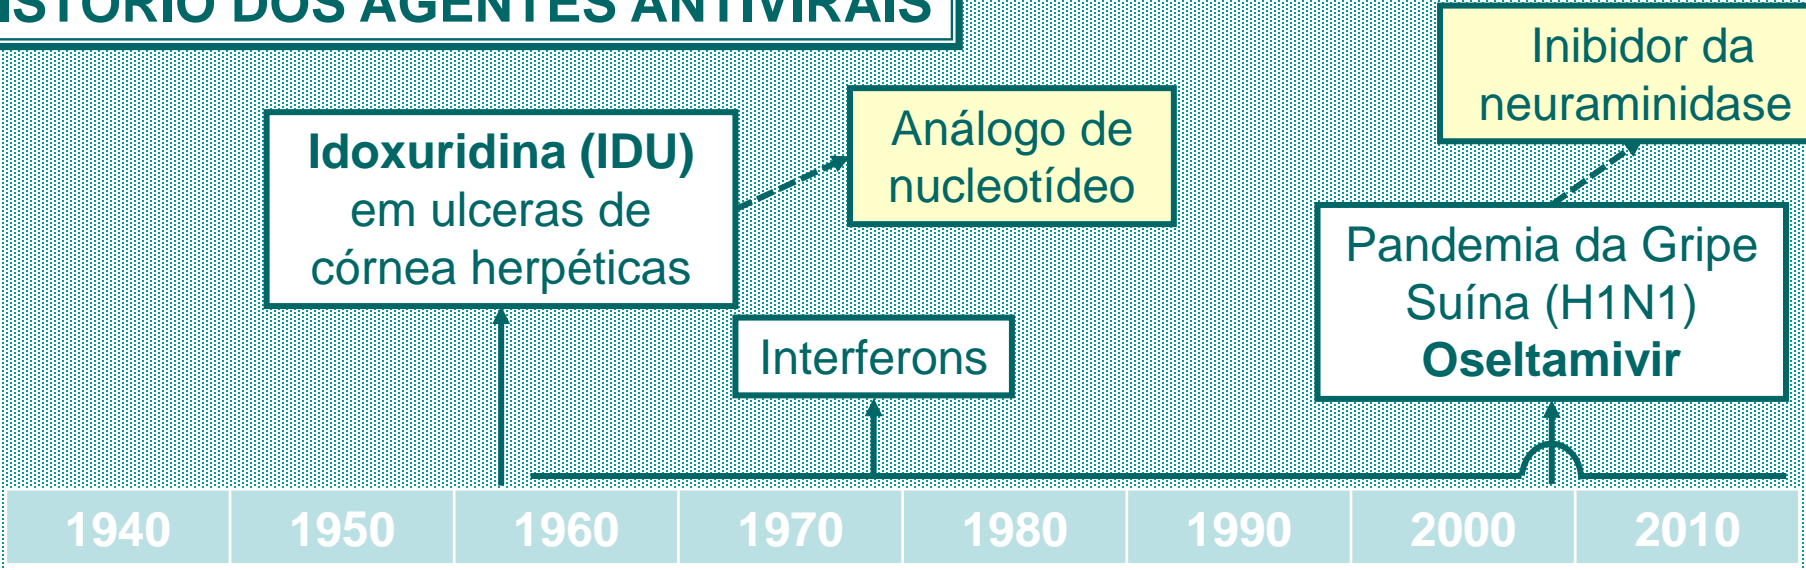 ISTÓRIO DOS AGENTES ANTIVIRAIS
Inibidor da
neuraminidase
Idoxuridina (IDU)
em ulceras de
córnea herpéticas
Análogo de
nucleotídeo
Pandemia da Gripe
Suína (H1N1)
Oseltamivir
Interferons
1940 1950 1960 1970 1980 1990 2000 2010